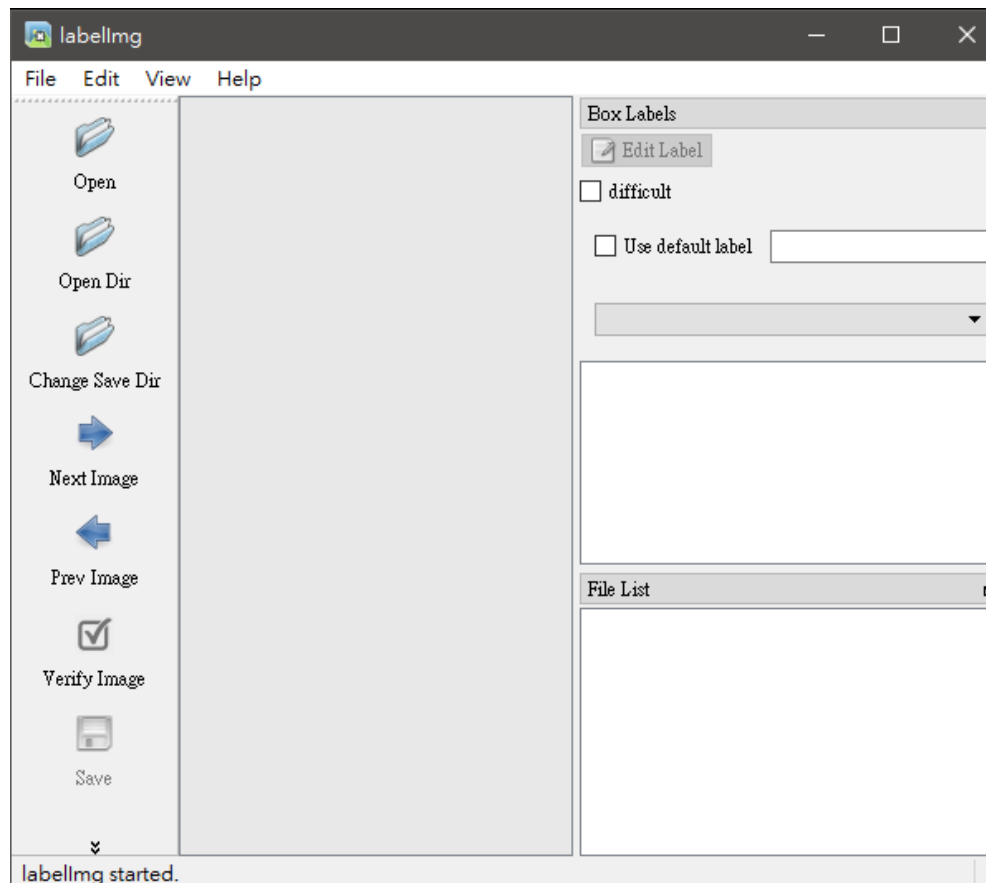 labelImg
File Edit View Help
Open
Open Dir
Change Save Dir
Next Image
Prev Image
Verify Image
Save
Box Labels
Edit Label
difficult
Use default label
File List
labelImg started.